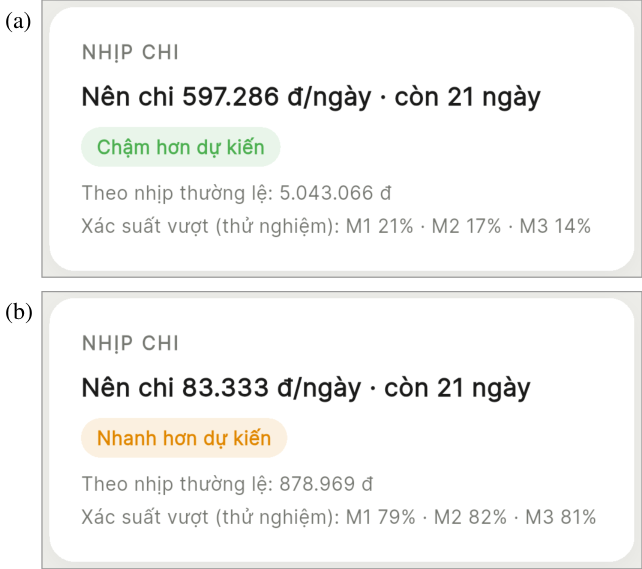 (a)
NHỊP CHI
Nên chi 597.286 đ/ngày · còn 21 ngày
Chậm hơn dự kiến
Theo nhịp thường lệ: 5.043.066 đ
Xác suất vượt (thử nghiệm): M1 21% · M2 17% · M3 14%
(b)
NHỊP CHI
Nên chi 83.333 đ/ngày · còn 21 ngày
Nhanh hơn dự kiến
Theo nhịp thường lệ: 878.969 đ
Xác suất vượt (thử nghiệm): M1 79% · M2 82% · M3 81%